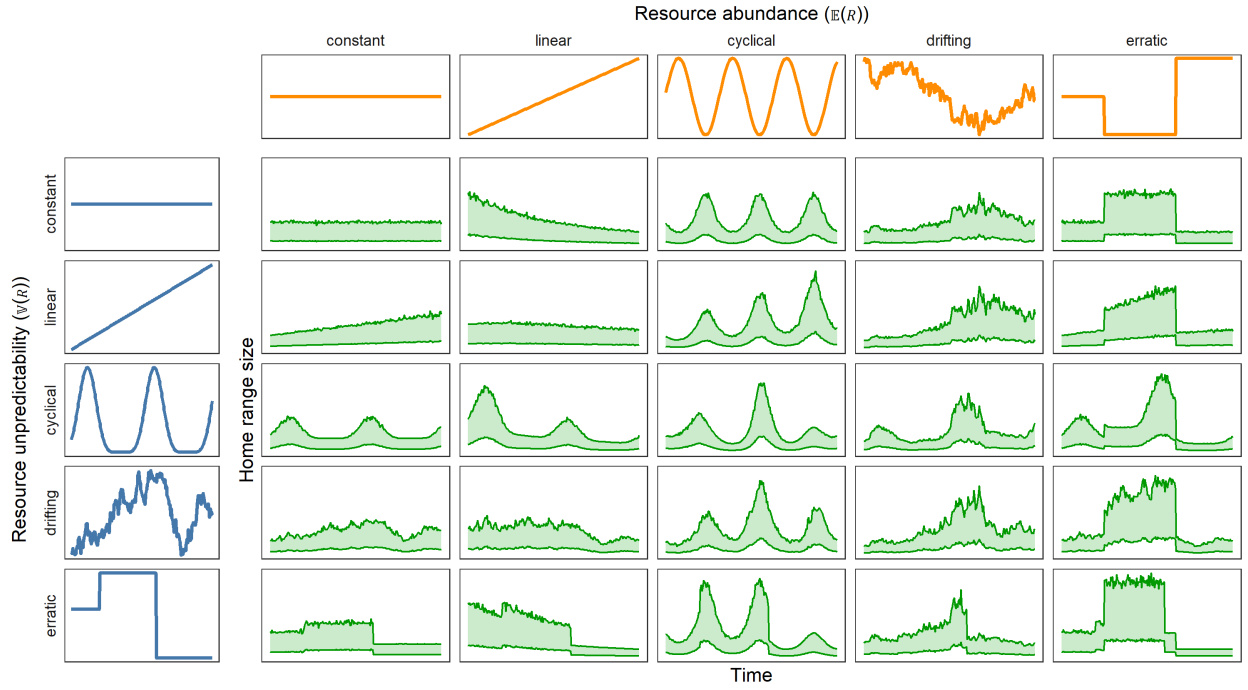 Resource abundance (𝔼(R))
constant
linear
cyclical
drifting
erratic
Resource unpredictability (𝕍(R))
constant
linear
cyclical
drifting
erratic
Home range size
Time